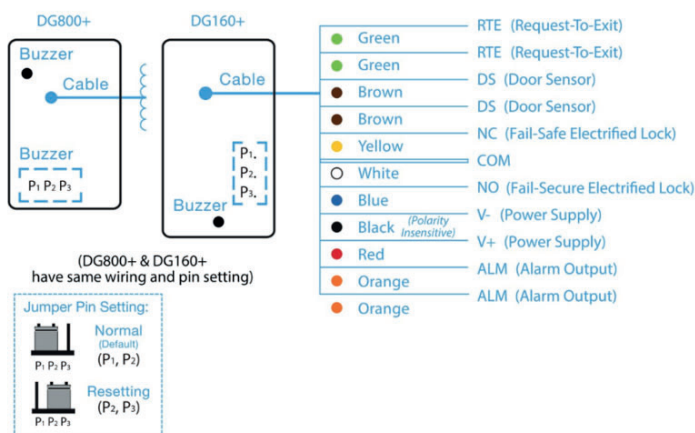 DG800+
Buzzer
Cable
Buzzer
P1 P2 P3
DG160+
Cable
P1.
P2.
P3.
Buzzer
(DG800+ & DG160+
have same wiring and pin setting)
Jumper Pin Setting:
Normal
(Default)
(P1, P2)
P1 P2 P3
Resetting
(P2, P3)
P1 P2 P3
Green
Green
Brown
Brown
Yellow
White
Blue
Black (Polarity
Insensitive)
Red
Orange
Orange
RTE (Request-To-Exit)
RTE (Request-To-Exit)
DS (Door Sensor)
DS (Door Sensor)
NC (Fail-Safe Electrified Lock)
COM
NO (Fail-Secure Electrified Lock)
V- (Power Supply)
V+ (Power Supply)
ALM (Alarm Output)
ALM (Alarm Output)